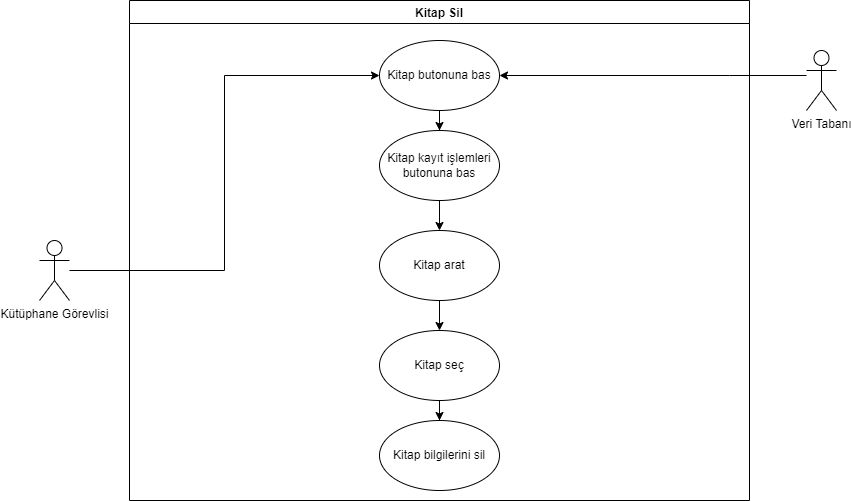 Kitap Sil
Kitap butonuna bas
Veri Tabanı
Kitap kayıt işlemleri
butonuna bas
Kitap arat
Kütüphane Görevlisi
Kitap seç
Kitap bilgilerini sil